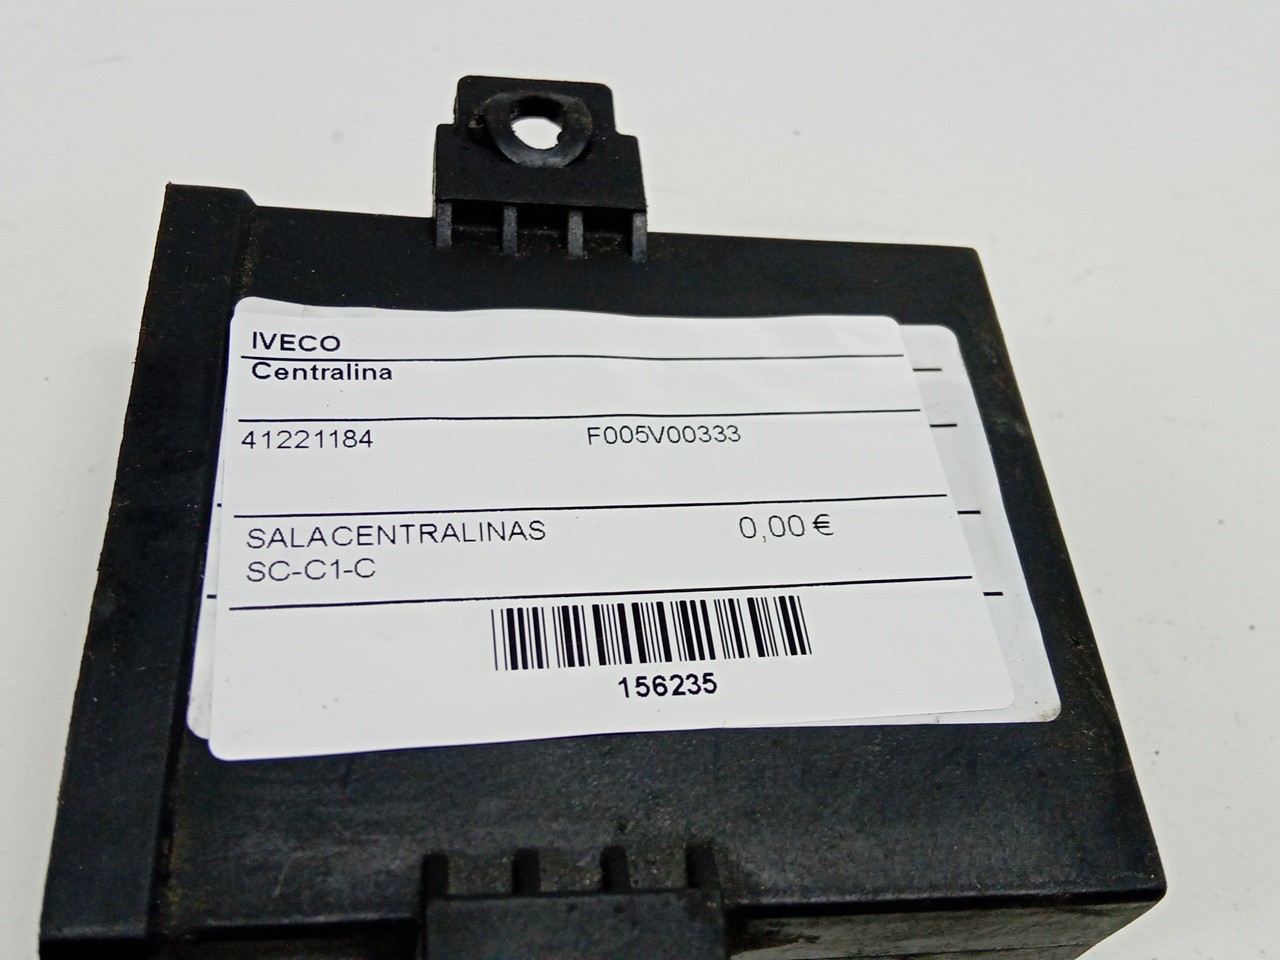 IVECO
Centralina
41221184 F005V00333
SALACENTRALINAS 0,00 €
SC-C1-C
156235